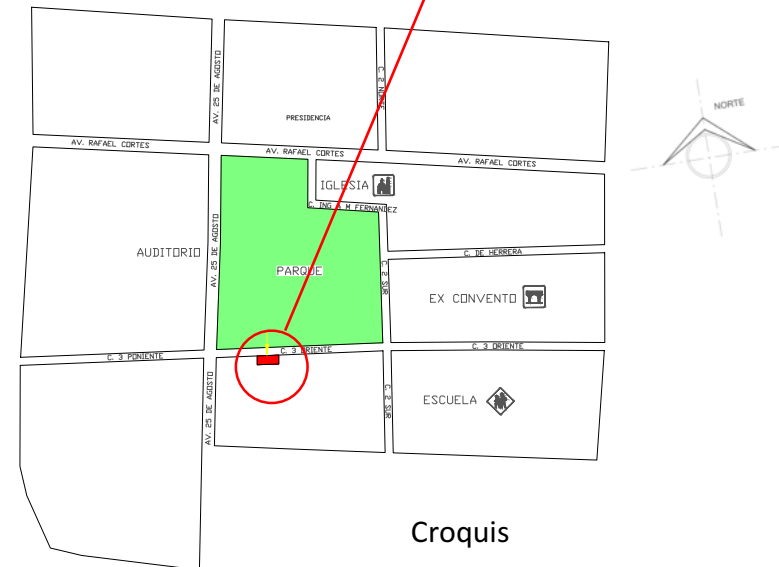 AV. 25 DE AGOSTO
C. 2 NORTE
PRESIDENCIA
NORTE
AV. RAFAEL CORTES
AV. RAFAEL CORTES
AV. RAFAEL CORTES
IGLESIA
C. ING A M FERNANDEZ
AUDITORIO
AV. 25 DE AGOSTO
PARQUE
C. 2 SUR
C. DE HERRERA
EX CONVENTO
C. 3 PONIENTE
C. 3 ORIENTE
C. 3 ORIENTE
AV. 25 DE AGOSTO
C. 2 SUR
ESCUELA
Croquis